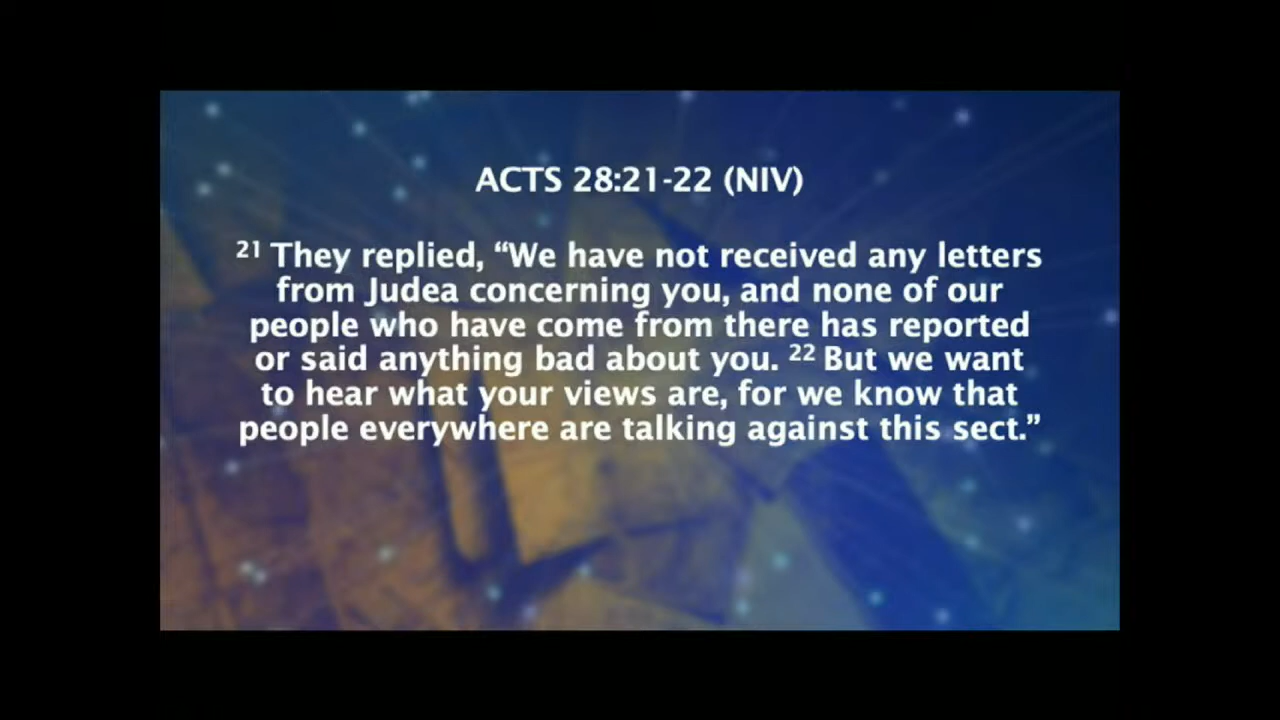 ACTS 28:21-22 (NIV)
21 They replied, “We have not received any letters
from Judea concerning you, and none of our
people who have come from there has reported
or said anything bad about you. 22 But we want
to hear what your views are, for we know that
people everywhere are talking against this sect.”